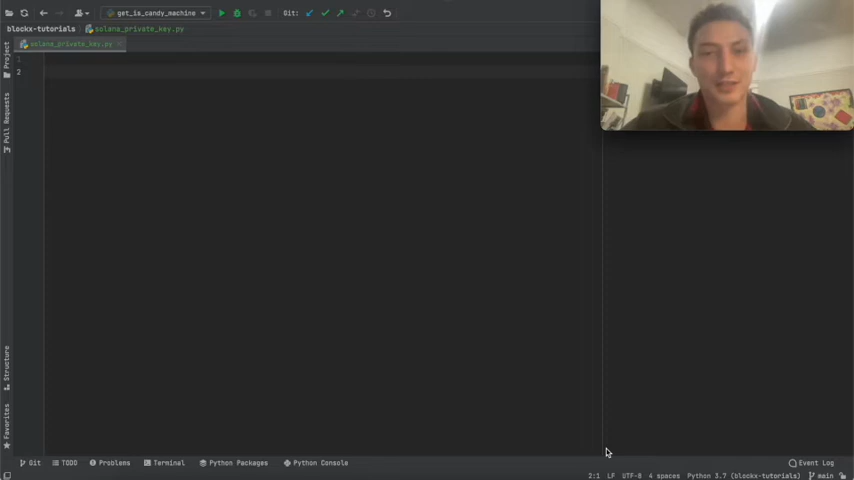 get_is_candy_machine
Git:
blockx-tutorials
solana_private_key.py
solana_private_key.py
Project
Pull Requests
Structure
Favorites
1
2
Git
TODO
Problems
Terminal
Python Packages
Python Console
Event Log
2:1
LF
UTF-8
4 spaces
Python 3.7 (blockx-tutorials)
main